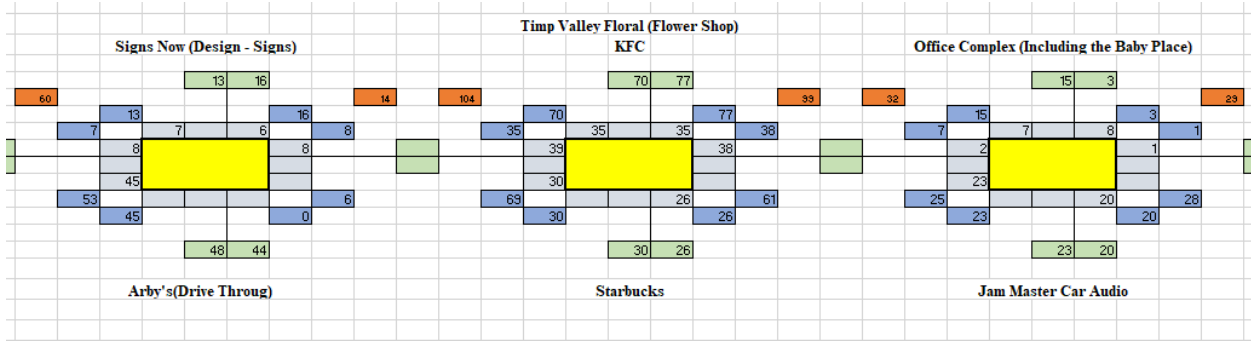 Timp Valley Floral (Flower Shop)
Signs Now (Design - Signs) KFC Office Complex (Including the Baby Place)
13 16 70 77 15 3
60 14 104 99 32 29
13 16 70 77 15 3
7 7 6 8 35 35 35 38 7 7 8 1
8 8 39 38 2 1
45 30 23
53 6 69 26 61 25 20 28
45 0 30 26 23 20
48 44 30 26 23 20
Arby's(Drive Throug) Starbucks Jam Master Car Audio